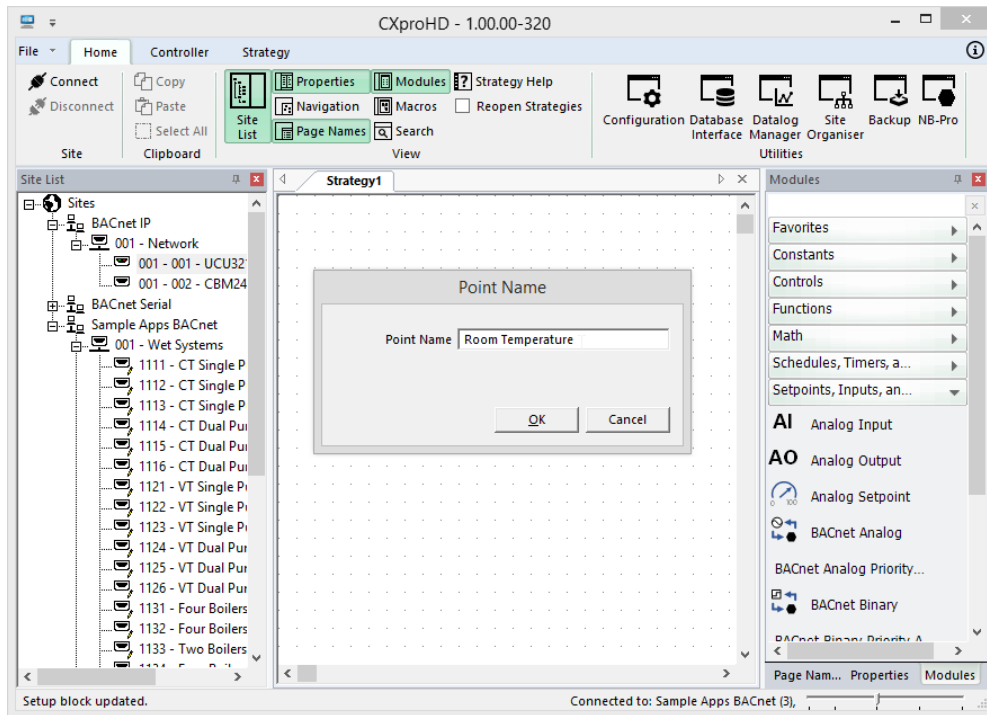 CXproHD - 1.00.00-320
File Home Controller Strategy
Connect
Disconnect
Site
Copy
Paste
Select All
Clipboard
Site
List
Properties Modules Strategy Help
Navigation Macros Reopen Strategies
Page Names Search
View
Configuration Database Datalog Site Backup NB-Pro
Interface Manager Organiser
Utilities
Site List
Sites
BACnet IP
001 - Network
001 - 001 - UCU32
001 - 002 - CBM24
BACnet Serial
Sample Apps BACnet
001 - Wet Systems
1111 - CT Single P
1112 - CT Single P
1113 - CT Single P
1114 - CT Dual Pu
1115 - CT Dual Pu
1116 - CT Dual Pu
1121 - VT Single P
1122 - VT Single P
1123 - VT Single P
1124 - VT Dual Pur
1125 - VT Dual Pur
1126 - VT Dual Pur
1131 - Four Boilers
1132 - Four Boilers
1133 - Two Boilers
Strategy1
Point Name
Point Name Room Temperature
OK Cancel
Modules
Favorites
Constants
Controls
Functions
Math
Schedules, Timers, a...
Setpoints, Inputs, an...
AI Analog Input
AO Analog Output
0 100 Analog Setpoint
BACnet Analog
BACnet Analog Priority...
BACnet Binary
BACnet Binary Priority A
Page Nam... Properties Modules
Setup block updated.
Connected to: Sample Apps BACnet (3),